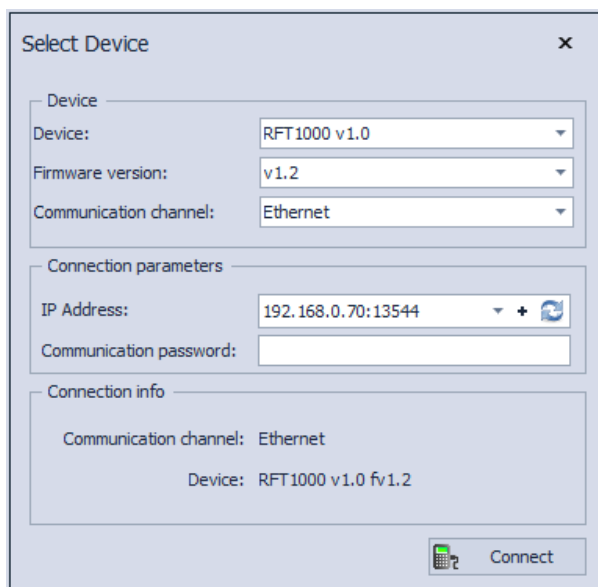 Select Device
Device
Device: RFT1000 v1.0
Firmware version: v1.2
Communication channel: Ethernet
Connection parameters
IP Address: 192.168.0.70:13544
Communication password:
Connection info
Communication channel: Ethernet
Device: RFT1000 v1.0 fv1.2
Connect